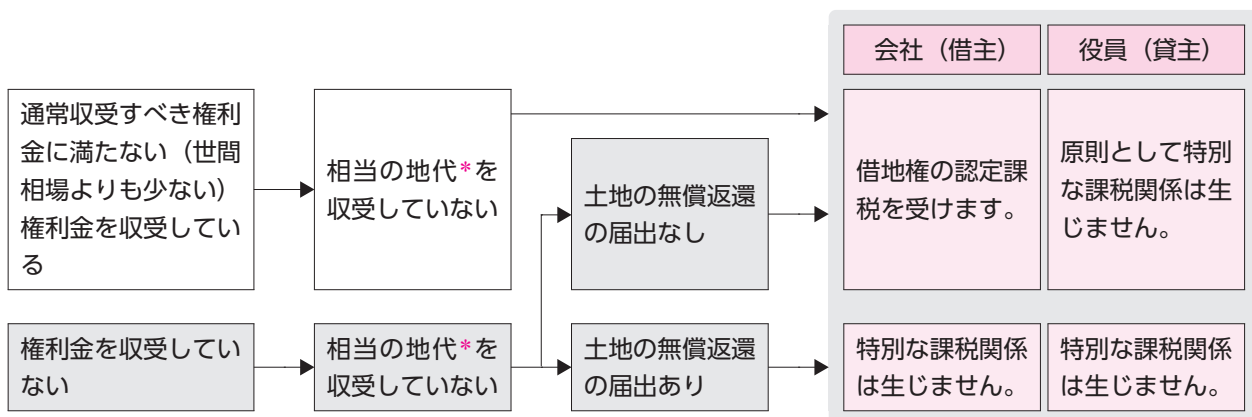 会社（借主）
役員（貸主）
通常収受すべき権利
金に満たない（世間
相場よりも少ない）
権利金を収受してい
る
相当の地代*を
収受していない
土地の無償返還
の届出なし
借地権の認定課
税を受けます。
原則として特別
な課税関係は生
じません。
権利金を収受してい
ない
相当の地代*を
収受していない
土地の無償返還
の届出あり
特別な課税関係
は生じません。
特別な課税関係
は生じません。